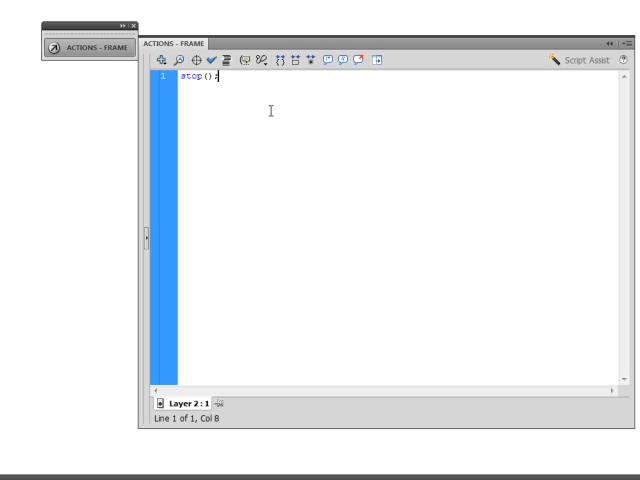 ACTIONS - FRAME
ACTIONS - FRAME
Script Assist
1 stop();
Layer 2 : 1
Line 1 of 1, Col 8